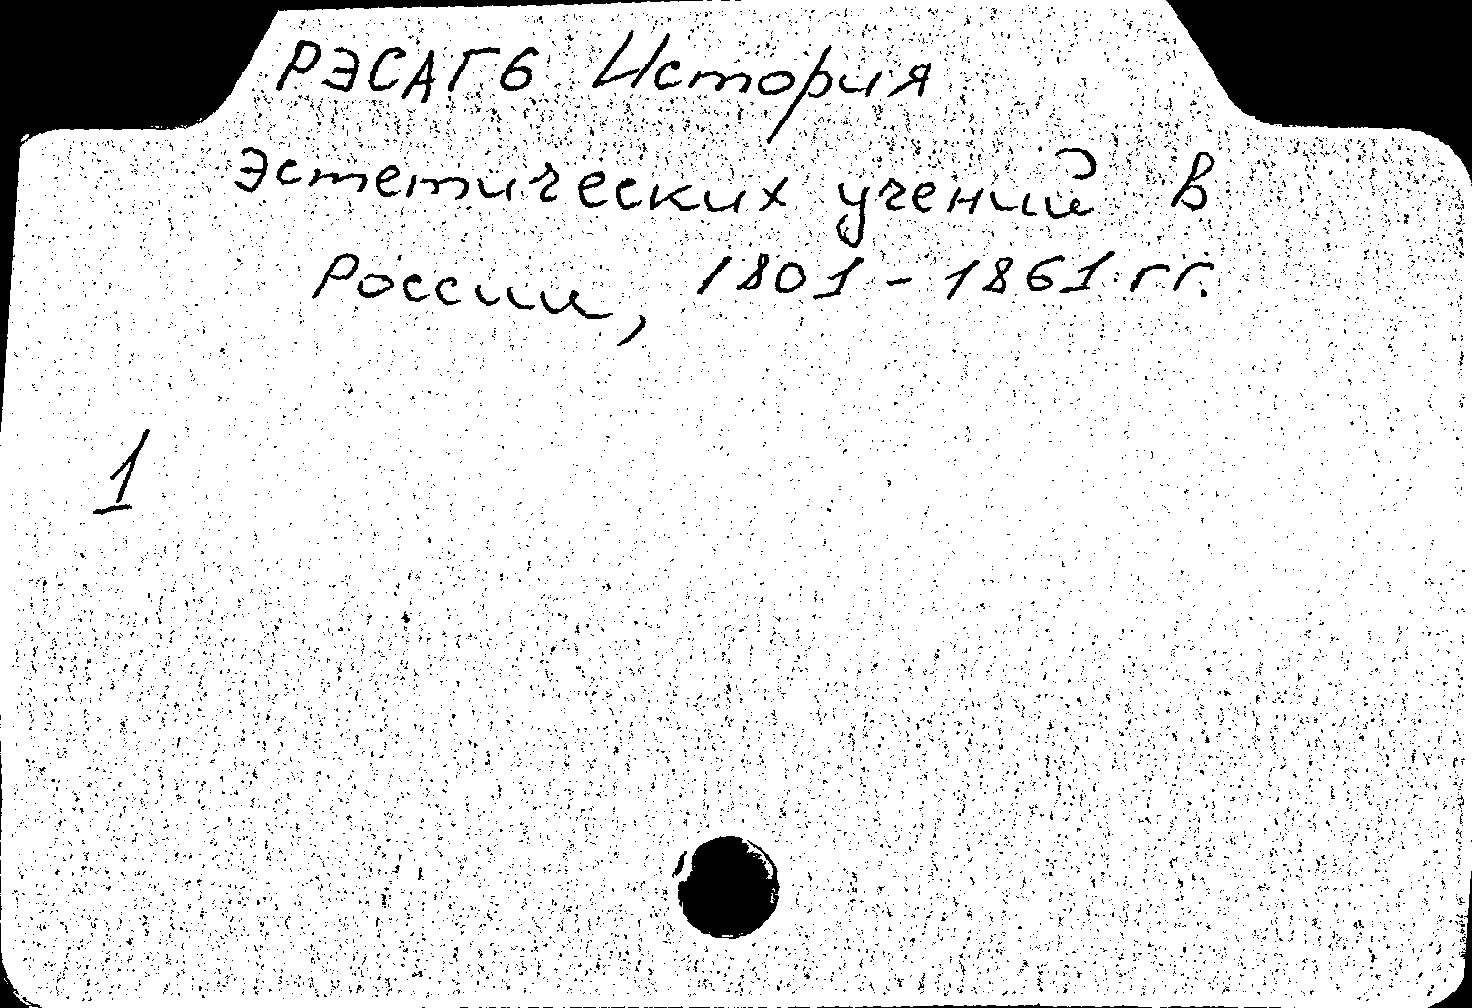 РЭСАГ6 История
эстетических учений в
России, 1801 - 1861 гг.
1